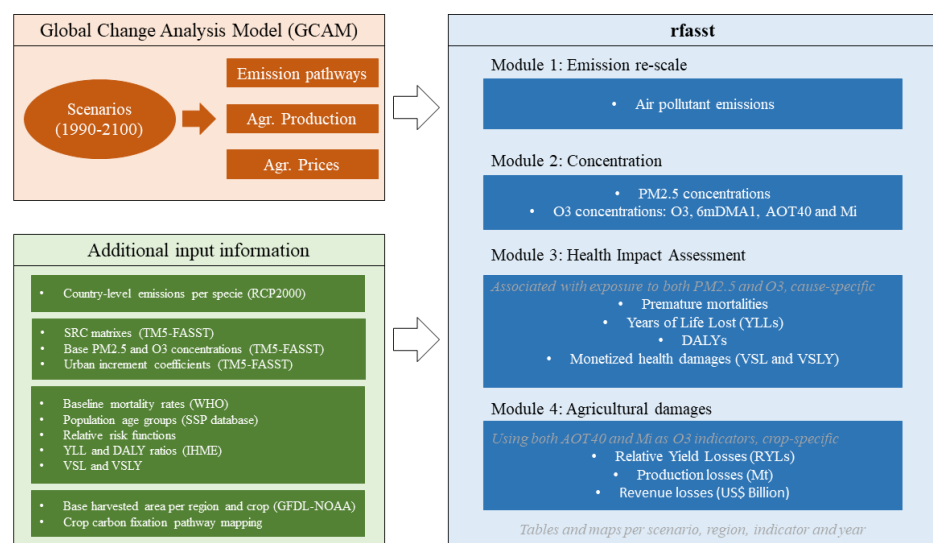 Global Change Analysis Model (GCAM)
Scenarios
(1990-2100)
Emission pathways
Agr. Production
Agr. Prices
Additional input information
• Country-level emissions per specie (RCP2000)
• SRC matrixes (TM5-FASST)
• Base PM2.5 and O3 concentrations (TM5-FASST)
• Urban increment coefficients (TM5-FASST)
• Baseline mortality rates (WHO)
• Population age groups (SSP database)
• Relative risk functions
• YLL and DALY ratios (IHME)
• VSL and VSLY
• Base harvested area per region and crop (GFDL-NOAA)
• Crop carbon fixation pathway mapping
rfasst
Module 1: Emission re-scale
• Air pollutant emissions
Module 2: Concentration
• PM2.5 concentrations
• O3 concentrations: O3, 6mDMA1, AOT40 and Mi
Module 3: Health Impact Assessment
Associated with exposure to both PM2.5 and O3, cause-specific
• Premature mortalities
• Years of Life Lost (YLLs)
• DALYs
• Monetized health damages (VSL and VSLY)
Module 4: Agricultural damages
Using both AOT40 and Mi as O3 indicators, crop-specific
• Relative Yield Losses (RYLs)
• Production losses (Mt)
• Revenue losses (US$ Billion)
Tables and maps per scenario, region, indicator and year